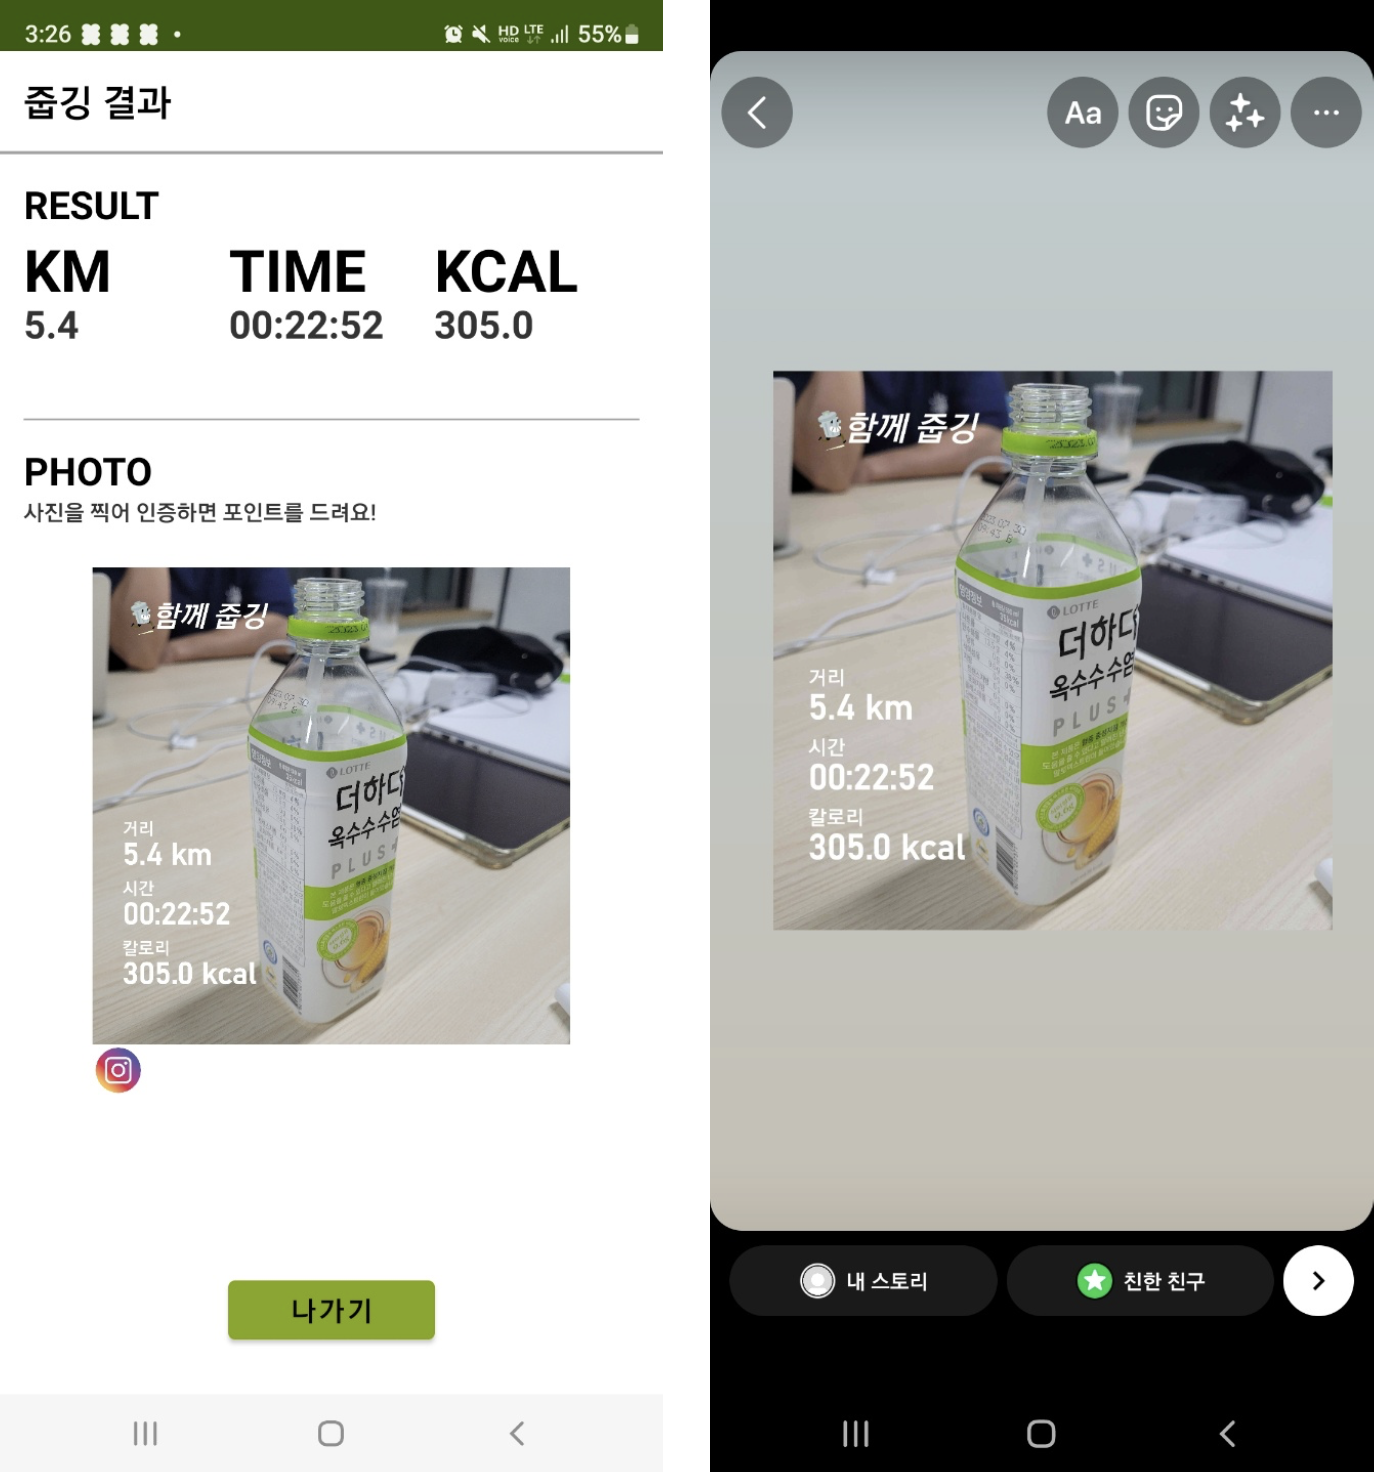 3:26
HD voice LTE 55%
줍깅 결과
RESULT
KM TIME KCAL
5.4 00:22:52 305.0
PHOTO
사진을 찍어 인증하면 포인트를 드려요!
함께 줍깅
LOTTE
더하다
옥수수수염
PLUS+
거리
5.4 km
시간
00:22:52
칼로리
305.0 kcal
나가기
Aa
함께 줍깅
LOTTE
더하다
옥수수수염
PLUS+
거리
5.4 km
시간
00:22:52
칼로리
305.0 kcal
내 스토리
친한 친구